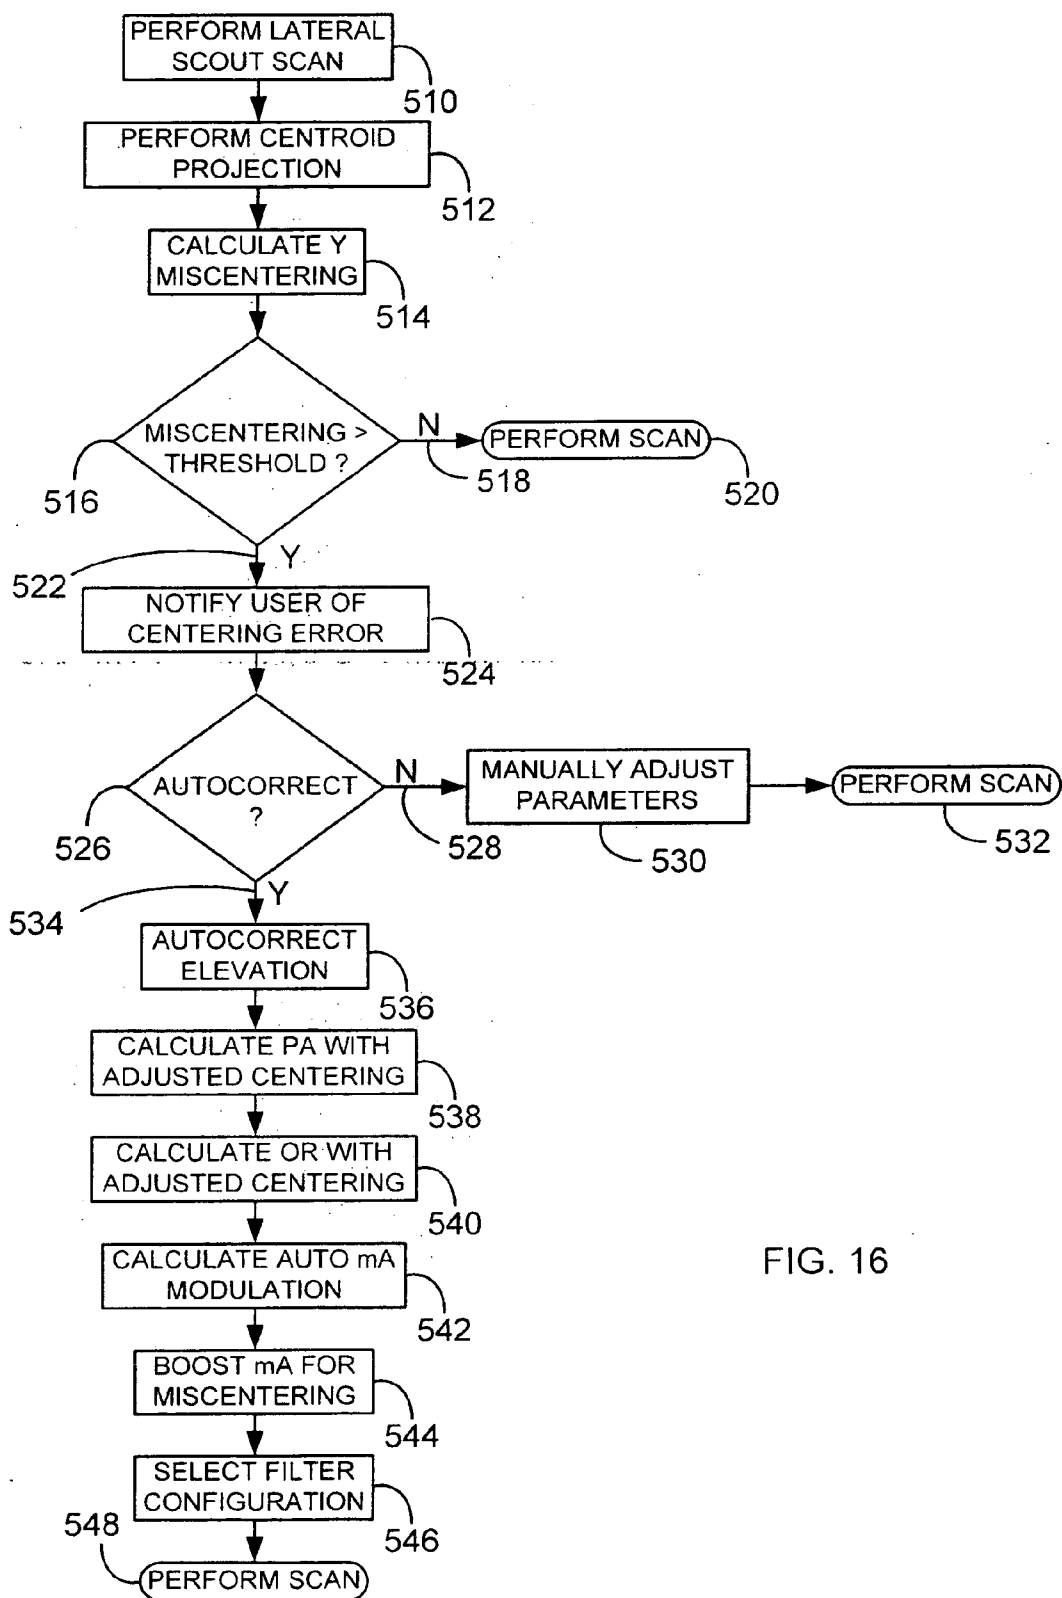 PERFORM LATERAL
SCOUT SCAN
510
PERFORM CENTROID
PROJECTION
512
CALCULATE Y
MISCENTERING
514
MISCENTERING >
THRESHOLD ?
516
N
518
PERFORM SCAN
520
522
Y
NOTIFY USER OF
CENTERING ERROR
524
AUTOCORRECT
?
526
N
528
MANUALLY ADJUST
PARAMETERS
530
PERFORM SCAN
532
534
Y
AUTOCORRECT
ELEVATION
536
CALCULATE PA WITH
ADJUSTED CENTERING
538
CALCULATE OR WITH
ADJUSTED CENTERING
540
CALCULATE AUTO mA
MODULATION
542
BOOST mA FOR
MISCENTERING
544
SELECT FILTER
CONFIGURATION
546
548
PERFORM SCAN
FIG. 16